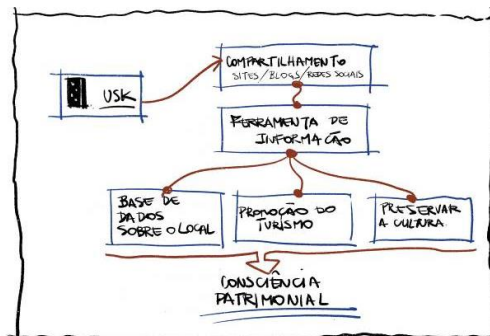 COMPARTILHAMENTO
SITES/BLOGS/REDES SOCIAIS
USK
FERRAMENTA DE
INFORMAÇÃO
BASE DE
DADOS
SOBRE O LOCAL
PROMOÇÃO DO
TURISMO
PRESERVAR
A CULTURA
CONSCIÊNCIA
PATRIMONIAL